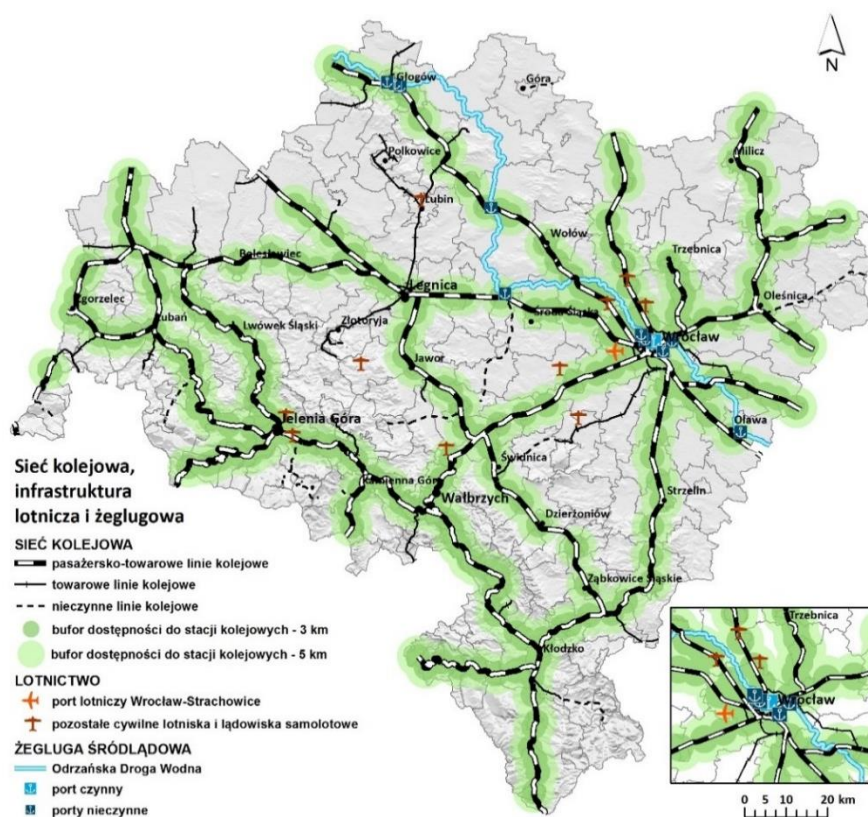 N
Głogów
Góra
Polkowice
Milicz
Lubin
Wołów
Trzebnica
Bolesławiec
Legnica
Oleśnica
Zgorzelec
Środa Śląska
Wrocław
Lubań
Lwówek Śląski
Złotoryja
Jawor
Jelenia Góra
Oława
Świdnica
Kamienna Góra
Wałbrzych
Strzelin
Dzierżoniów
Ząbkowice Śląskie
Kłodzko
Sieć kolejowa,
infrastruktura
lotnicza i żeglugowa
SIEĆ KOLEJOWA
pasażersko-towarowe linie kolejowe
towarowe linie kolejowe
nieczynne linie kolejowe
bufor dostępności do stacji kolejowych - 3 km
bufor dostępności do stacji kolejowych - 5 km
LOTNICTWO
port lotniczy Wrocław-Strachowice
pozostałe cywilne lotniska i lądowiska samolotowe
ŻEGLUGA ŚRÓDLĄDOWA
Odrzańska Droga Wodna
port czynny
porty nieczynne
Trzebnica
Wrocław
0 5 10 20 km